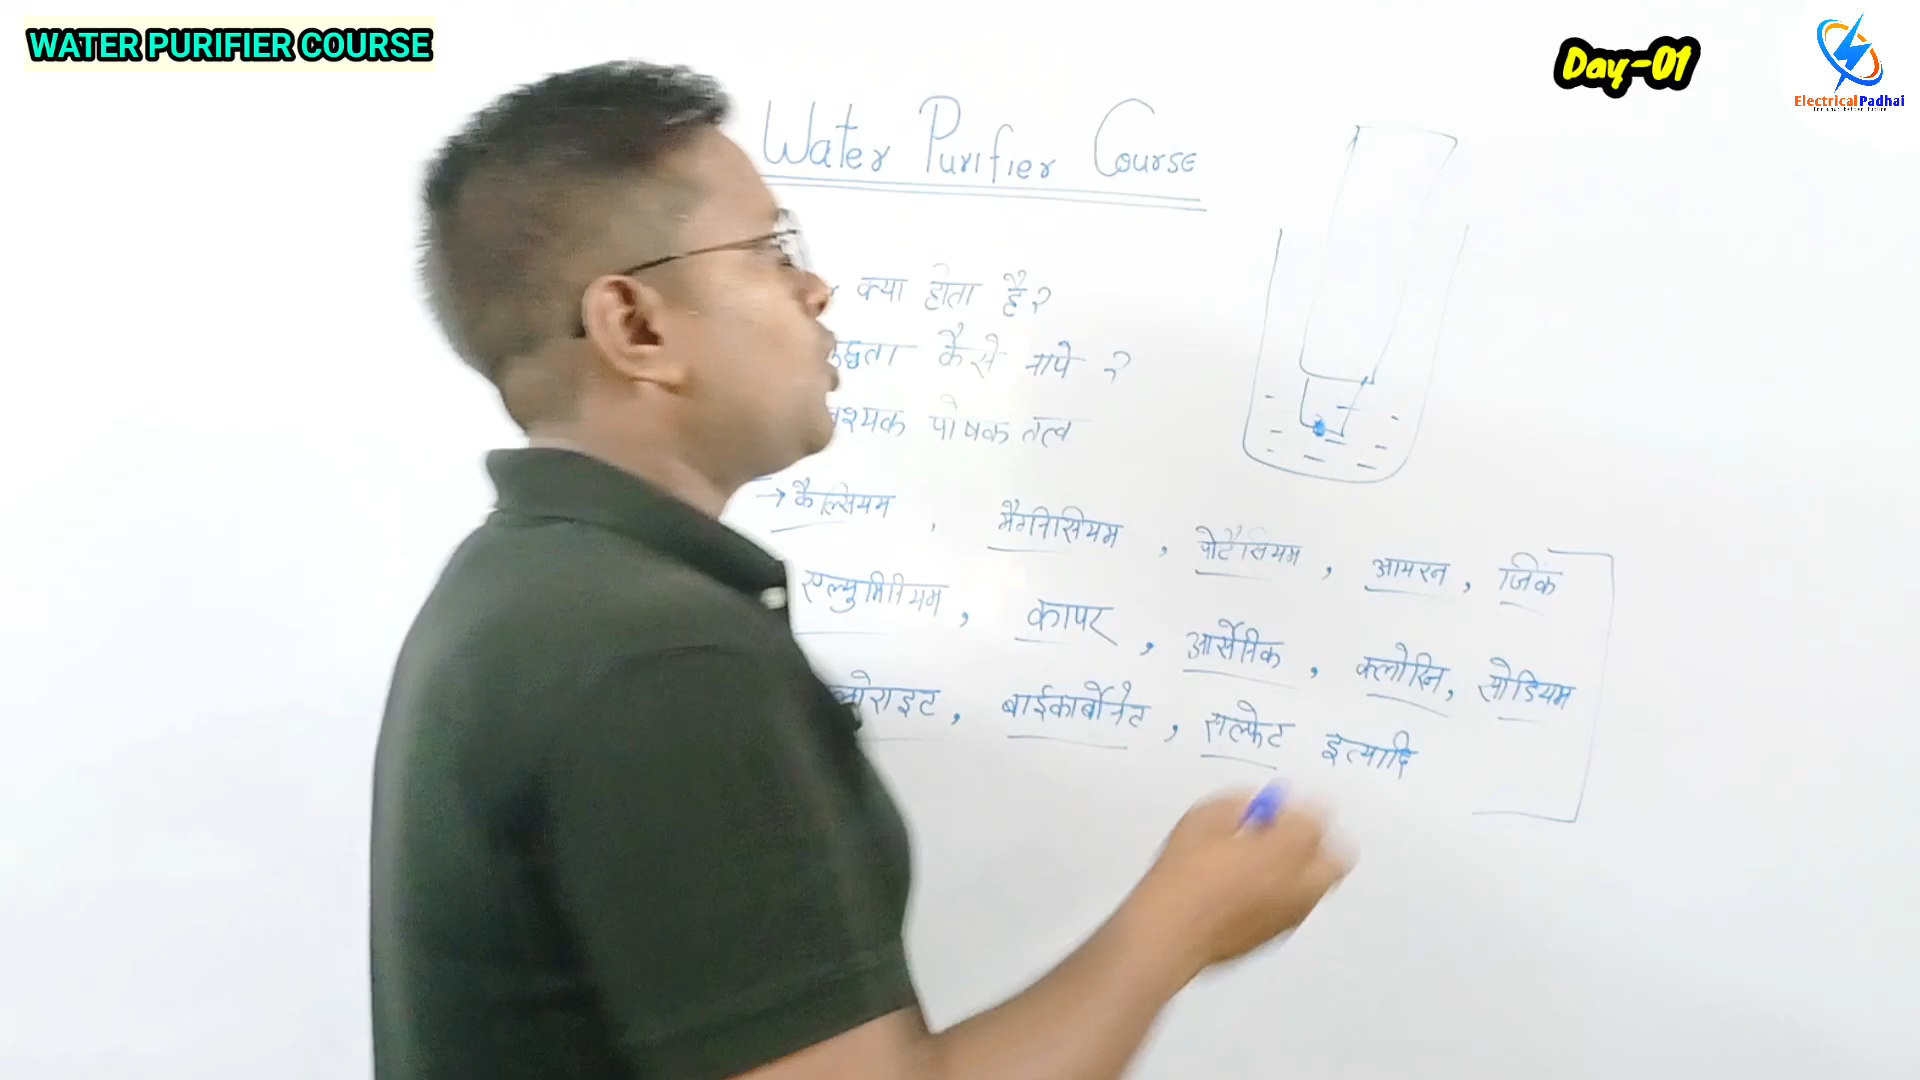 WATER PURIFIER COURSE
Day-01
ElectricalPadhai
Water Purifier Course
क्या होता है?
कैसे नापे ?
पोषक तत्व
→ कैल्सियम , मैगनिसियम , पोटैसियम , आयरन , जिंक
एल्युमिनियम , कापर , आर्सेनिक , क्लोरिन , सोडियम
बाईकार्बोनेट , सल्फेट इत्यादि